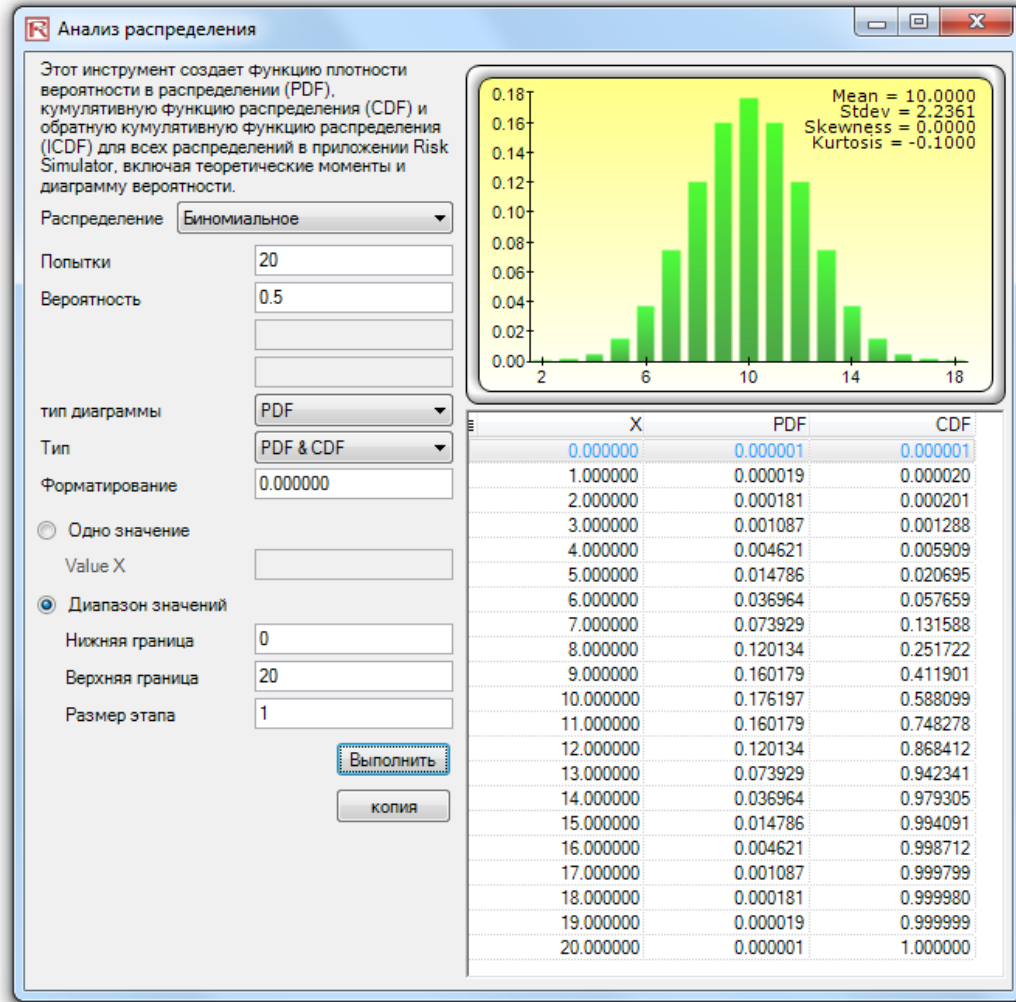 Анализ распределения
Этот инструмент создает функцию плотности
вероятности в распределении (PDF),
кумулятивную функцию распределения (CDF) и
обратную кумулятивную функцию распределения
(ICDF) для всех распределений в приложении Risk
Simulator, включая теоретические моменты и
диаграмму вероятности.
Распределение Биномиальное
Попытки 20
Вероятность 0.5
тип диаграммы PDF
Тип PDF & CDF
Форматирование 0.000000
Одно значение
Value X
Диапазон значений
Нижняя граница 0
Верхняя граница 20
Размер этапа 1
Выполнить
копия
Mean = 10.0000
Stdev = 2.2361
Skewness = 0.0000
Kurtosis = -0.1000
0.18
0.16
0.14
0.12
0.10
0.08
0.06
0.04
0.02
0.00
2 6 10 14 18
X PDF CDF
0.000000 0.000001 0.000001
1.000000 0.000019 0.000020
2.000000 0.000181 0.000201
3.000000 0.001087 0.001288
4.000000 0.004621 0.005909
5.000000 0.014786 0.020695
6.000000 0.036964 0.057659
7.000000 0.073929 0.131588
8.000000 0.120134 0.251722
9.000000 0.160179 0.411901
10.000000 0.176197 0.588099
11.000000 0.160179 0.748278
12.000000 0.120134 0.868412
13.000000 0.073929 0.942341
14.000000 0.036964 0.979305
15.000000 0.014786 0.994091
16.000000 0.004621 0.998712
17.000000 0.001087 0.999799
18.000000 0.000181 0.999980
19.000000 0.000019 0.999999
20.000000 0.000001 1.000000